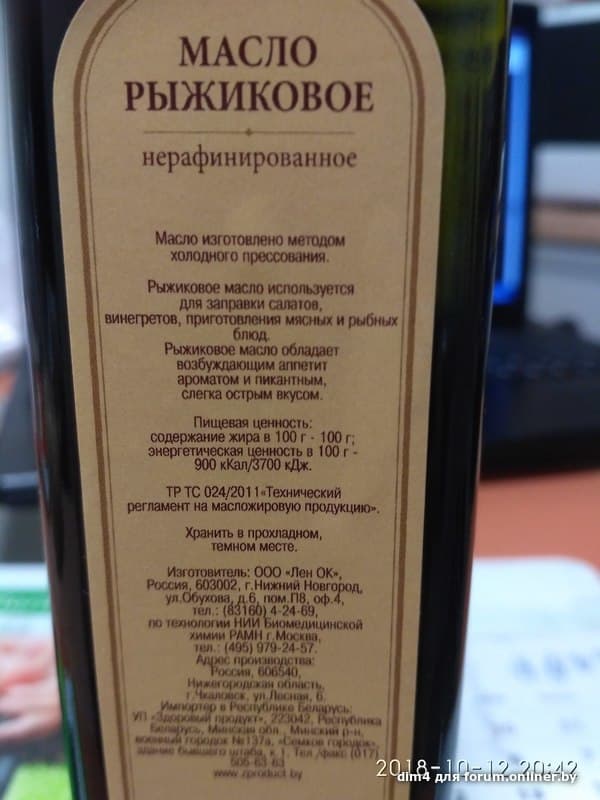 МАСЛО
РЫЖИКОВОЕ
нерафинированное
Масло изготовлено методом
холодного прессования.
Рыжиковое масло используется
для заправки салатов,
винегретов, приготовления мясных и рыбных
блюд.
Рыжиковое масло обладает
возбуждающим аппетит
ароматом и пикантным,
слегка острым вкусом.
Пищевая ценность:
содержание жира в 100 г - 100 г;
энергетическая ценность в 100 г -
900 кКал/3700 кДж.
ТР ТС 024/2011«Технический
регламент на масложировую продукцию».
Хранить в прохладном,
темном месте.
Изготовитель: ООО «Лен ОК»,
Россия, 603002, г.Нижний Новгород,
ул.Обухова, д.6, пом.П8, оф.4,
тел.: (83160) 4-24-69,
по технологии НИИ Биомедицинской
химии РАМН г.Москва,
тел.: (495) 979-24-57.
Адрес производства:
Россия, 606540,
Нижегородская область,
г.Чкаловск, ул.Лесная, 6.
Импортер в Республике Беларусь:
УП «Здоровый продукт», 223042, Республика
Беларусь, Минская обл., Минский р-н,
военный городок №137а, «Семков городок»,
здание бывшего штаба, к 1. Тел./факс (017)
505-63-63
www.zproduct.by
2018-10-12 20:42
dim4 для forum.onliner.by